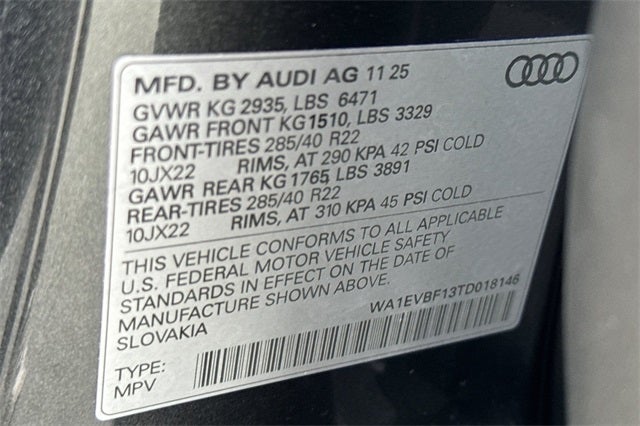 MFD. BY AUDI AG 11 25
GVWR KG 2935, LBS 6471
GAWR FRONT KG1510, LBS 3329
FRONT-TIRES 285/40 R22
10JX22 RIMS, AT 290 KPA 42 PSI COLD
GAWR REAR KG 1765, LBS 3891
REAR-TIRES 285/40 R22
10JX22 RIMS, AT 310 KPA 45 PSI COLD
THIS VEHICLE CONFORMS TO ALL APPLICABLE
U.S. FEDERAL MOTOR VEHICLE SAFETY
STANDARDS IN EFFECT ON THE DATE OF
MANUFACTURE SHOWN ABOVE.
SLOVAKIA
WA1EVBF13TD018146
TYPE:
MPV